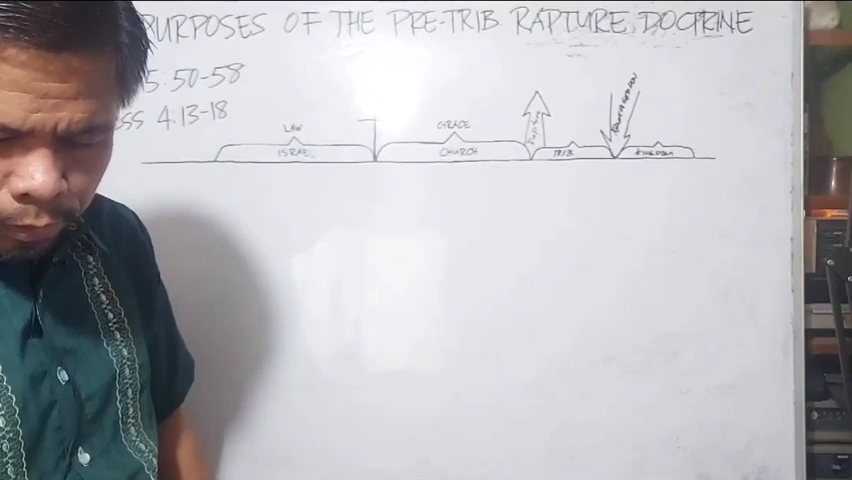 PURPOSES OF THE PRE-TRIB RAPTURE DOCTRINE
5:50-58
SS 4:13-18
LAW
GRACE
ISRAEL
CHURCH
TRIB
KINGDOM